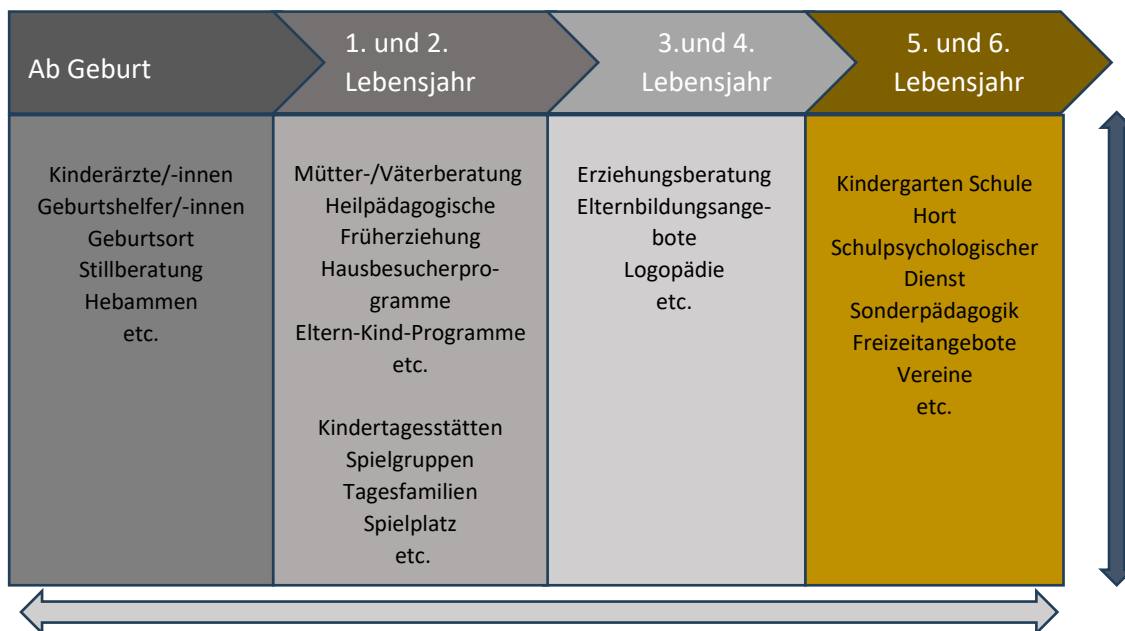 Ab Geburt
1. und 2.
Lebensjahr
3.und 4.
Lebensjahr
5. und 6.
Lebensjahr
Kinderärzte/-innen
Geburtshelfer/-innen
Geburtsort
Stillberatung
Hebammen
etc.
Mütter-/Väterberatung
Heilpädagogische
Früherziehung
Hausbesucherpro-
gramme
Eltern-Kind-Programme
etc.
Kindertagesstätten
Spielgruppen
Tagesfamilien
Spielplatz
etc.
Erziehungsberatung
Elternbildungsange-
bote
Logopädie
etc.
Kindergarten Schule
Hort
Schulpsychologischer
Dienst
Sonderpädagogik
Freizeitangebote
Vereine
etc.